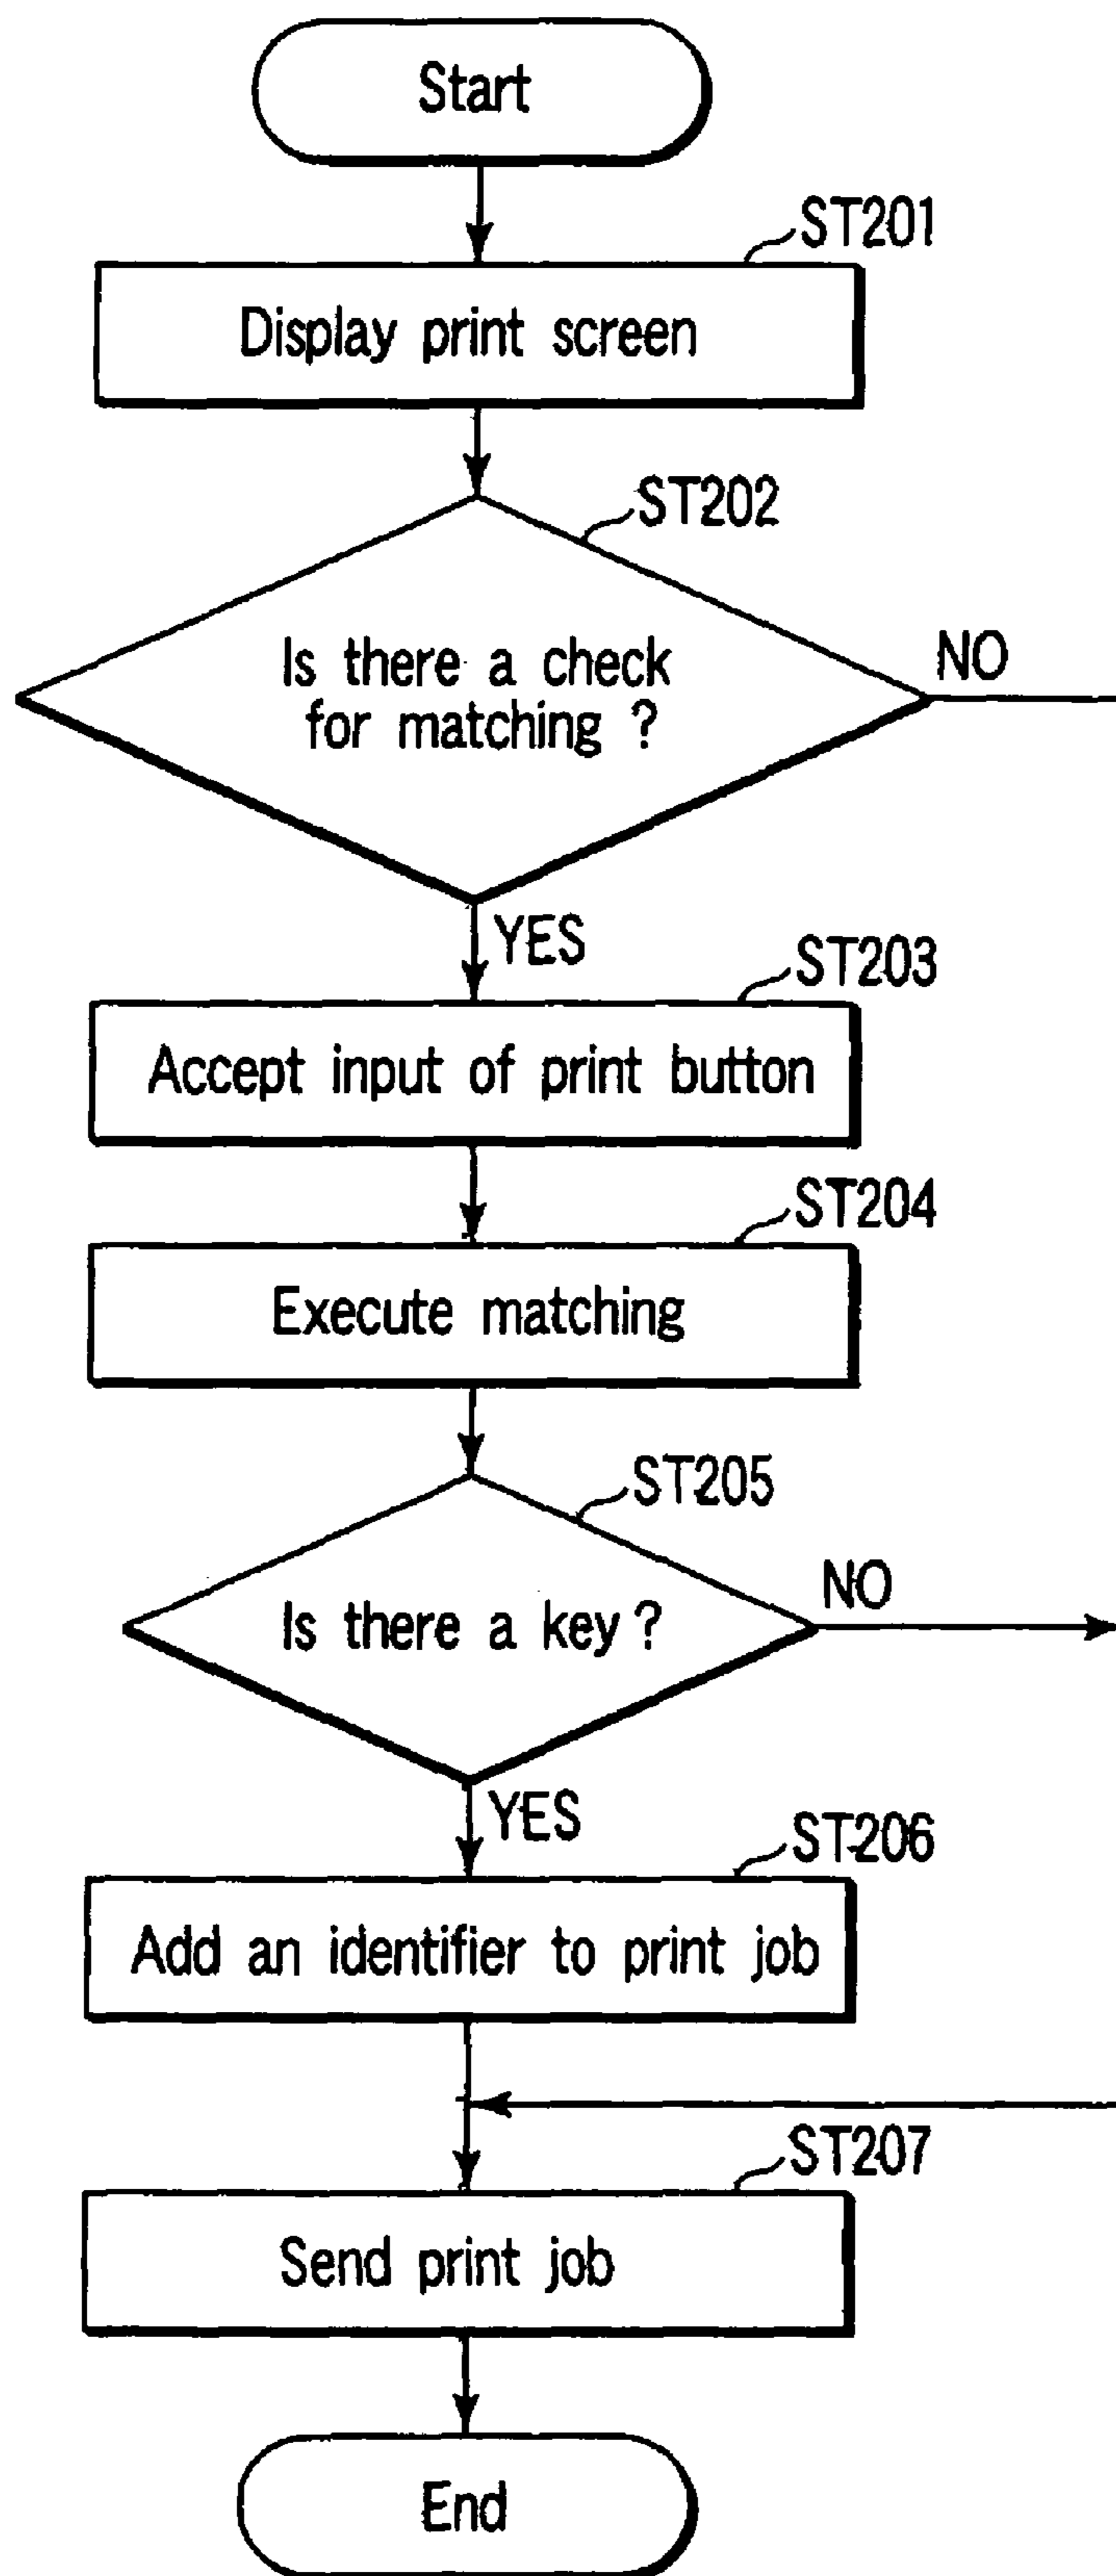 Start
ST201
Display print screen
ST202
Is there a check
for matching ?
NO
YES
ST203
Accept input of print button
ST204
Execute matching
ST205
Is there a key ?
NO
YES
ST206
Add an identifier to print job
ST207
Send print job
End